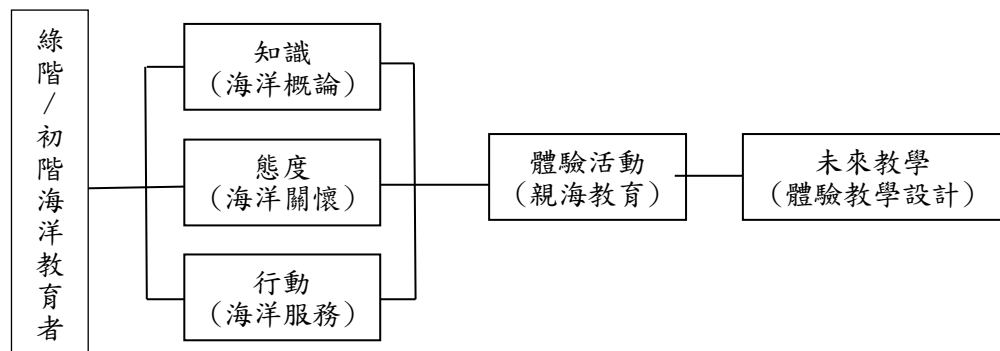 綠階/初階海洋教育者
知識
（海洋概論）
態度
（海洋關懷）
行動
（海洋服務）
體驗活動
（親海教育）
未來教學
（體驗教學設計）